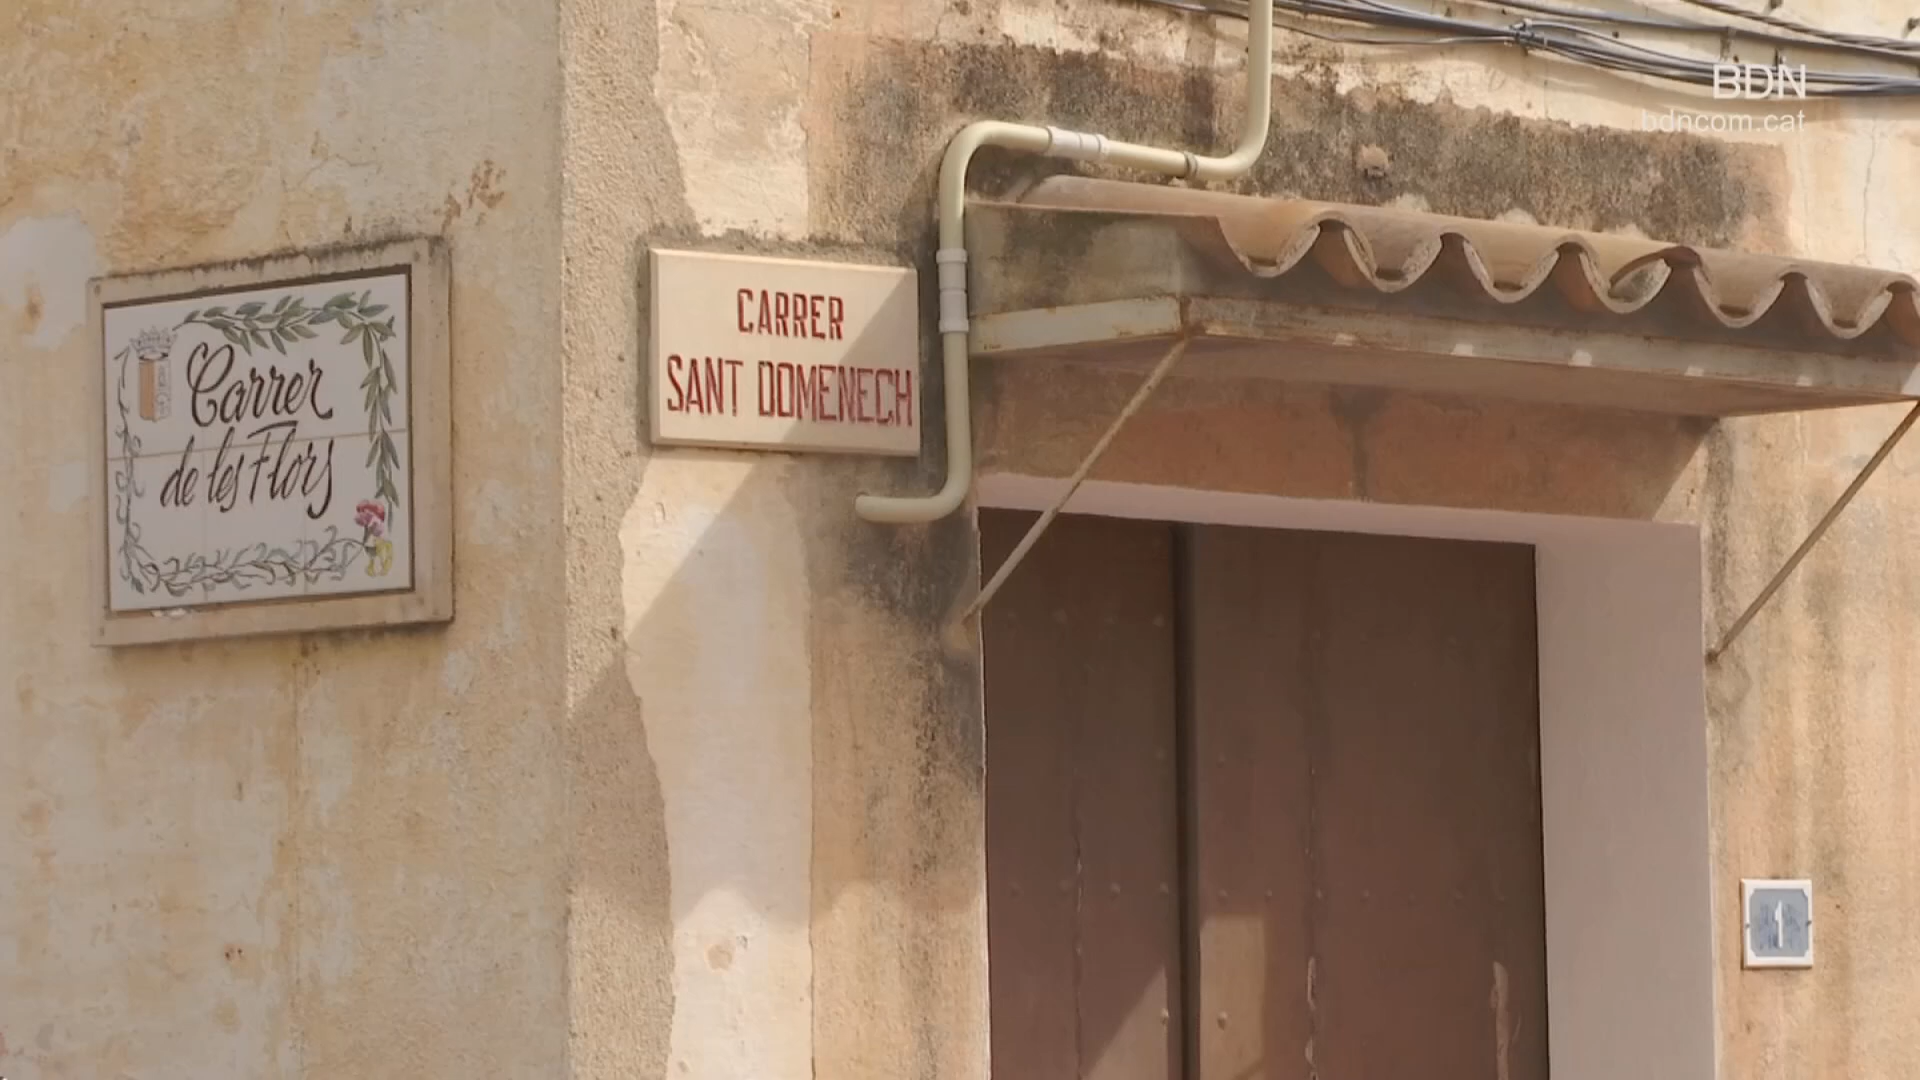 BDN
bdncom.cat
Carrer
de les Flors
CARRER
SANT DOMENECH
1